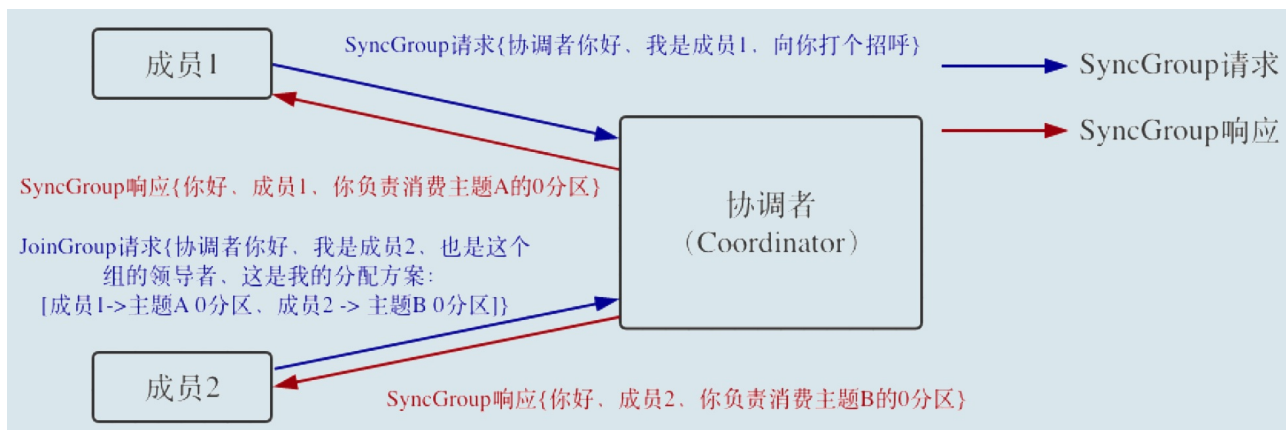 成员1
SyncGroup请求{协调者你好、我是成员1、向你打个招呼}
SyncGroup请求
SyncGroup响应
SyncGroup响应{你好、成员1、你负责消费主题A的0分区}
协调者
（Coordinator）
JoinGroup请求{协调者你好、我是成员2、也是这个
组的领导者、这是我的分配方案：
[成员1->主题A 0分区、成员2 -> 主题B 0分区]}
成员2
SyncGroup响应{你好、成员2、你负责消费主题B的0分区}